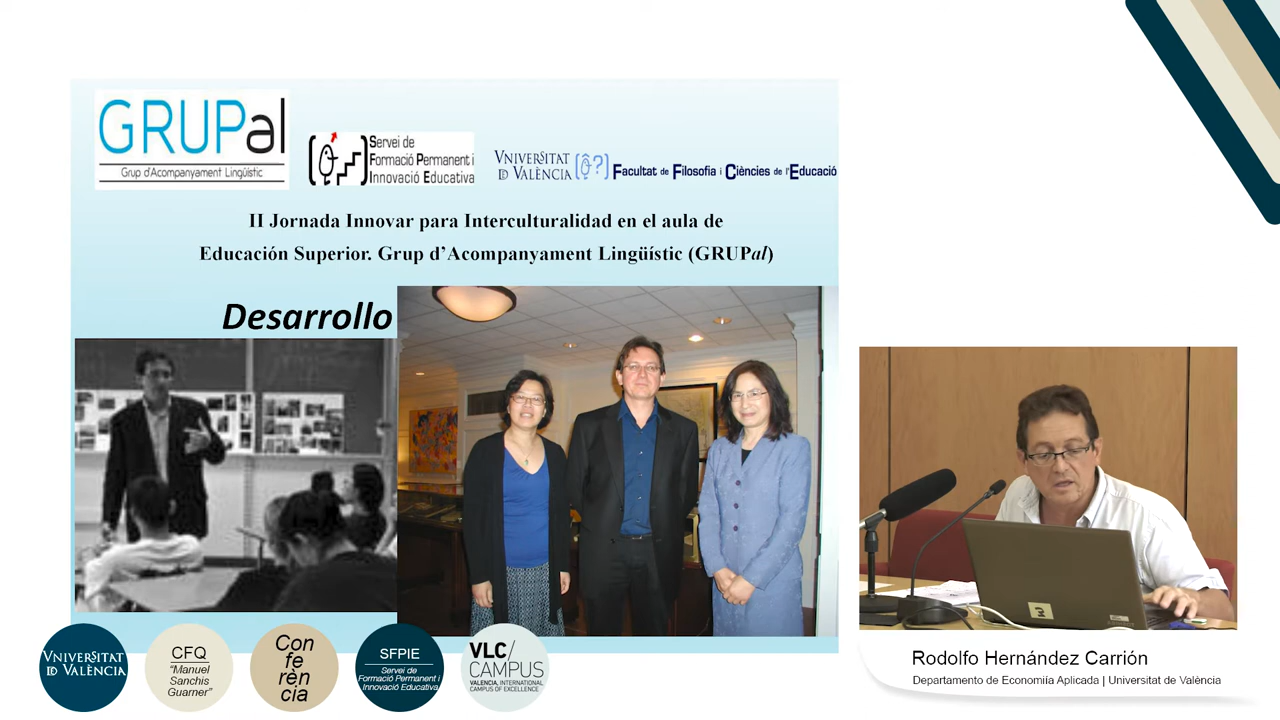 GRUPal
Grup d'Acompanyament Lingüístic
Servei de
Formació Permanent i
Innovació Educativa
VNIVERSITAT
ID VALÈNCIA
Facultat de Filosofia i Ciències de l'Educació
II Jornada Innovar para Interculturalidad en el aula de
Educación Superior. Grup d'Acompanyament Lingüístic (GRUPal)
Desarrollo
VNIVERSITAT
ID VALÈNCIA
CFQ
"Manuel
Sanchis
Guarner"
Con
fe
rèn
cia
SFPIE
Servei de
Formació Permanent i
Innovació Educativa
VLC/
CAMPUS
VALENCIA, INTERNATIONAL
CAMPUS OF EXCELLENCE
Rodolfo Hernández Carrión
Departamento de Economiía Aplicada | Universitat de València